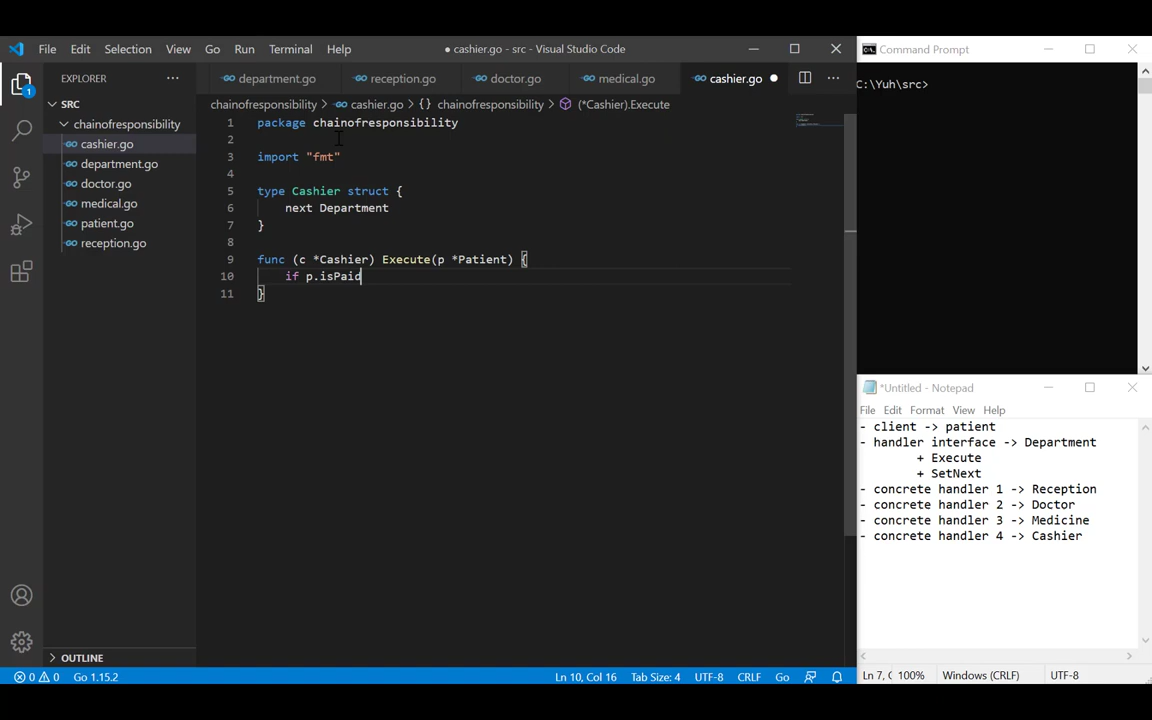 File Edit Selection View Go Run Terminal Help
● cashier.go - src - Visual Studio Code
EXPLORER
department.go reception.go doctor.go medical.go cashier.go
chainofresponsibility > cashier.go > {} chainofresponsibility > (*Cashier).Execute
1
SRC
chainofresponsibility
cashier.go
department.go
doctor.go
medical.go
patient.go
reception.go
OUTLINE
1 package chainofresponsibility
2
3 import "fmt"
4
5 type Cashier struct {
6 next Department
7 }
8
9 func (c *Cashier) Execute(p *Patient) {
10 if p.isPaid
11 }
0 0 Go 1.15.2
Ln 10, Col 16 Tab Size: 4 UTF-8 CRLF Go
Command Prompt
C:\Yuh\src>
*Untitled - Notepad
File Edit Format View Help
- client -> patient
- handler interface -> Department
+ Execute
+ SetNext
- concrete handler 1 -> Reception
- concrete handler 2 -> Doctor
- concrete handler 3 -> Medicine
- concrete handler 4 -> Cashier
Ln 7, C 100% Windows (CRLF) UTF-8